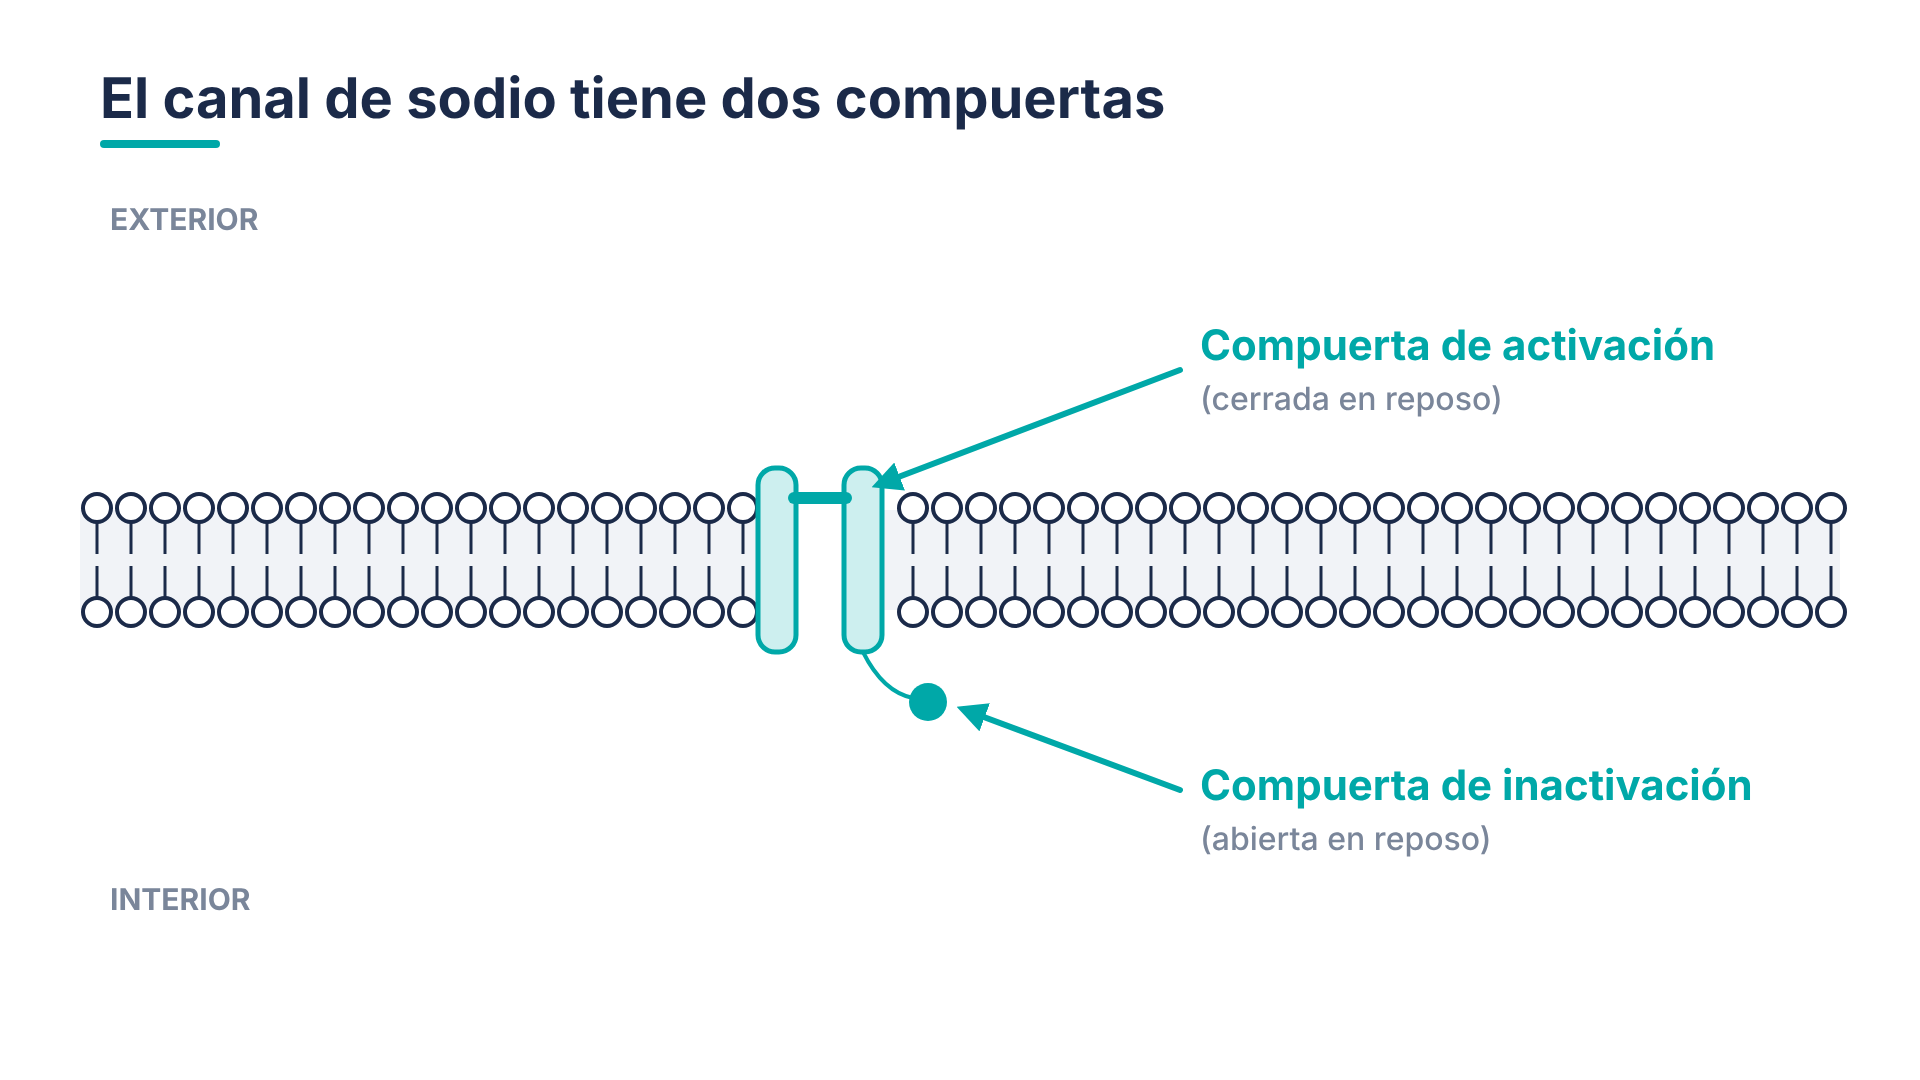 El canal de sodio tiene dos compuertas
EXTERIOR
Compuerta de activación
(cerrada en reposo)
Compuerta de inactivación
(abierta en reposo)
INTERIOR